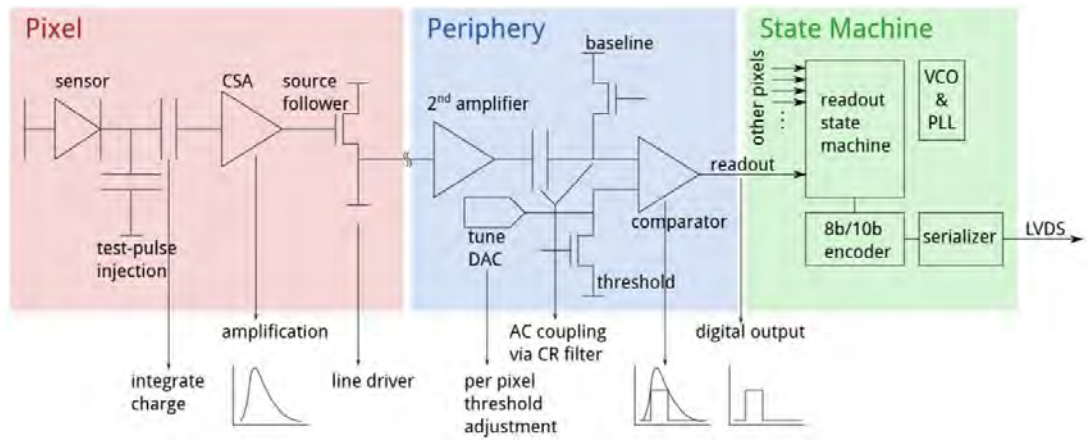 Pixel
Periphery
State Machine
sensor
CSA
source
follower
test-pulse
injection
2nd amplifier
baseline
tune
DAC
threshold
comparator
readout
other pixels
...
readout
state
machine
VCO
&
PLL
8b/10b
encoder
serializer
LVDS
integrate
charge
amplification
line driver
per pixel
threshold
adjustment
AC coupling
via CR filter
digital output